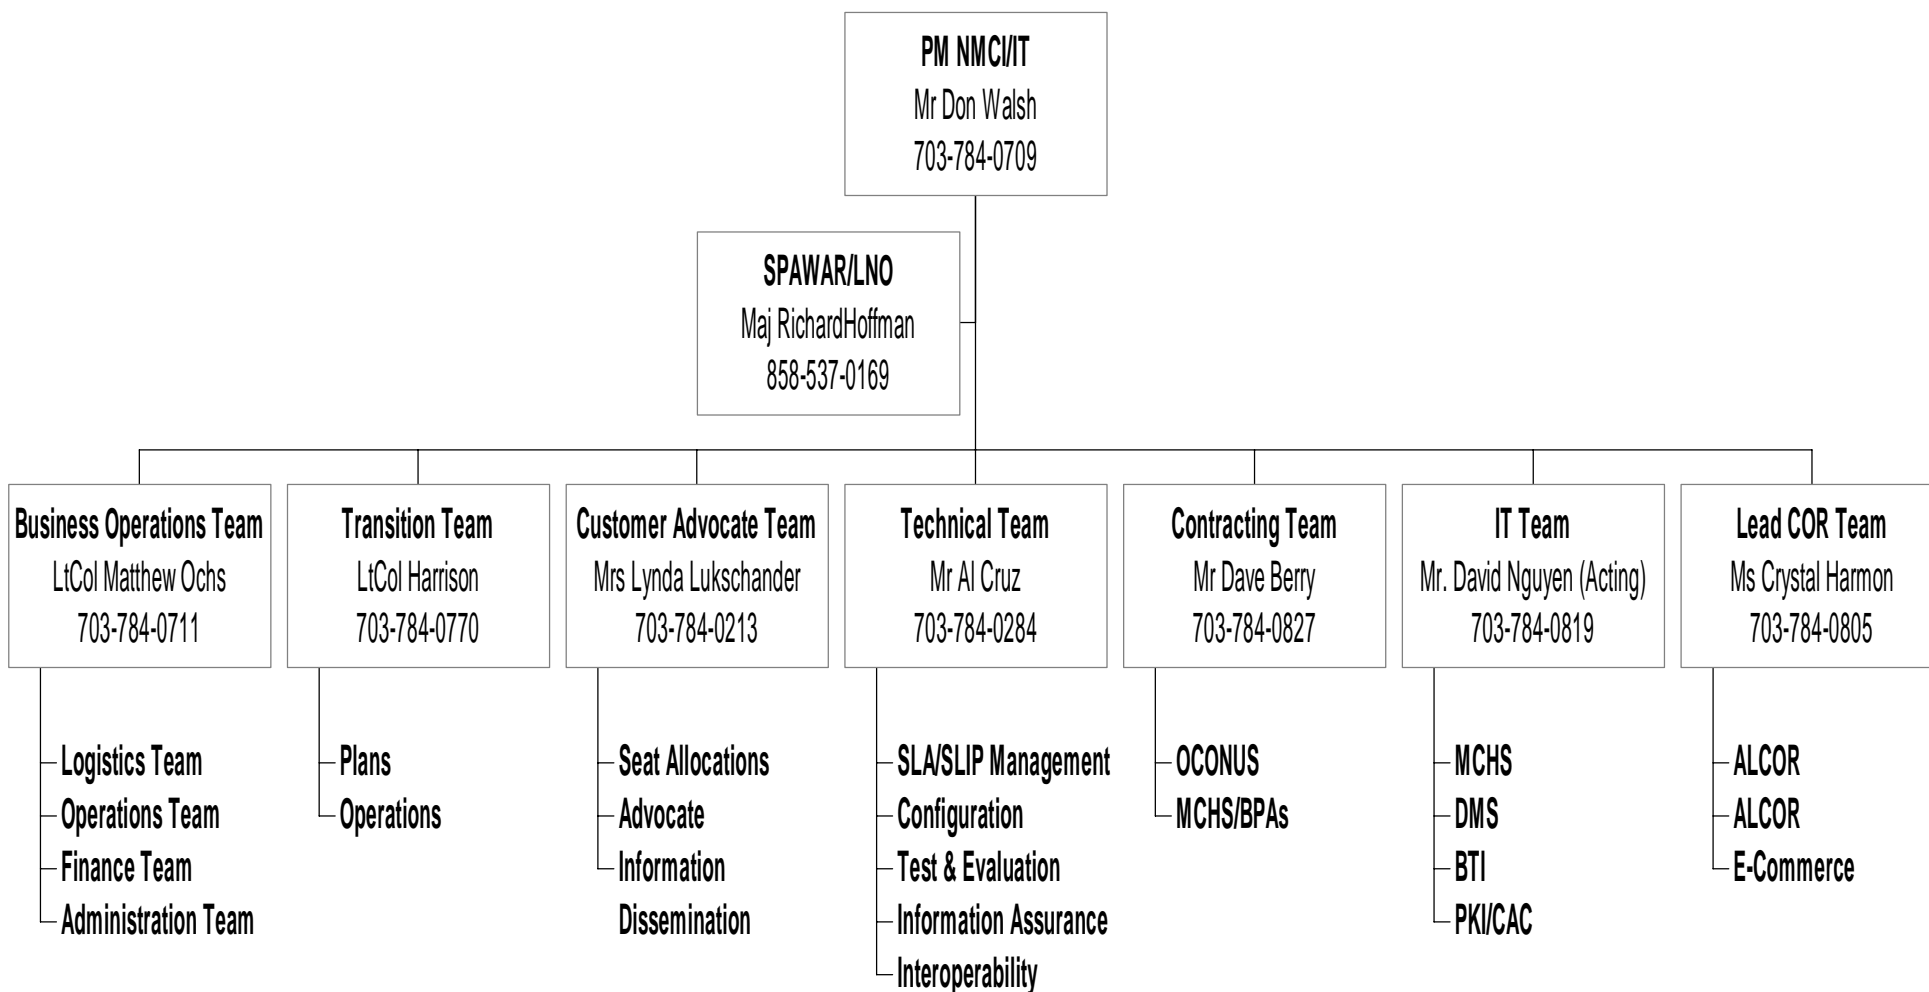 PM NMCI/IT
Mr Don Walsh
703-784-0709
SPAWAR/LNO
Maj RichardHoffman
858-537-0169
Business Operations Team
LtCol Matthew Ochs
703-784-0711
Logistics Team
Operations Team
Finance Team
Administration Team
Transition Team
LtCol Harrison
703-784-0770
Plans
Operations
Customer Advocate Team
Mrs Lynda Lukschander
703-784-0213
Seat Allocations
Advocate
Information
Dissemination
Technical Team
Mr Al Cruz
703-784-0284
SLA/SLIP Management
Configuration
Test & Evaluation
Information Assurance
Interoperability
Contracting Team
Mr Dave Berry
703-784-0827
OCONUS
MCHS/BPAs
IT Team
Mr. David Nguyen (Acting)
703-784-0819
MCHS
DMS
BTI
PKI/CAC
Lead COR Team
Ms Crystal Harmon
703-784-0805
ALCOR
ALCOR
E-Commerce